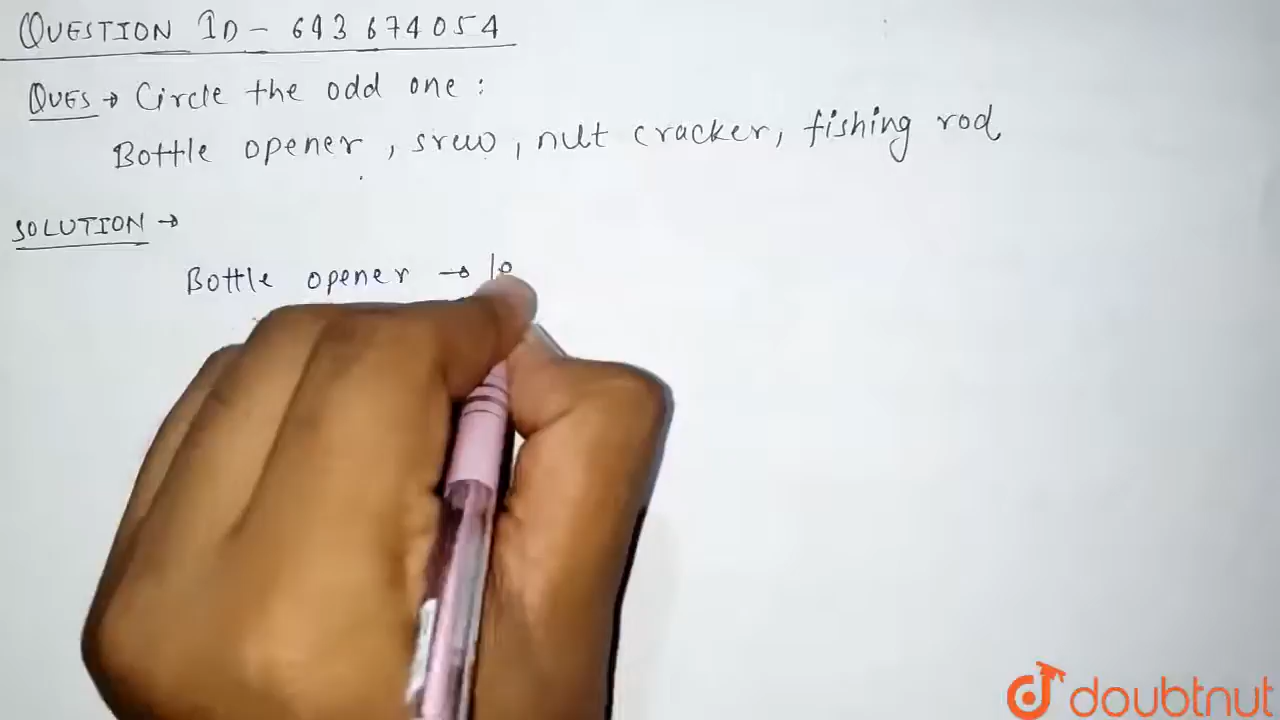 QUESTION ID - 643674054
QUES → Circle the odd one :
Bottle opener , srew , nut cracker, fishing rod
SOLUTION →
Bottle opener →
doubtnut